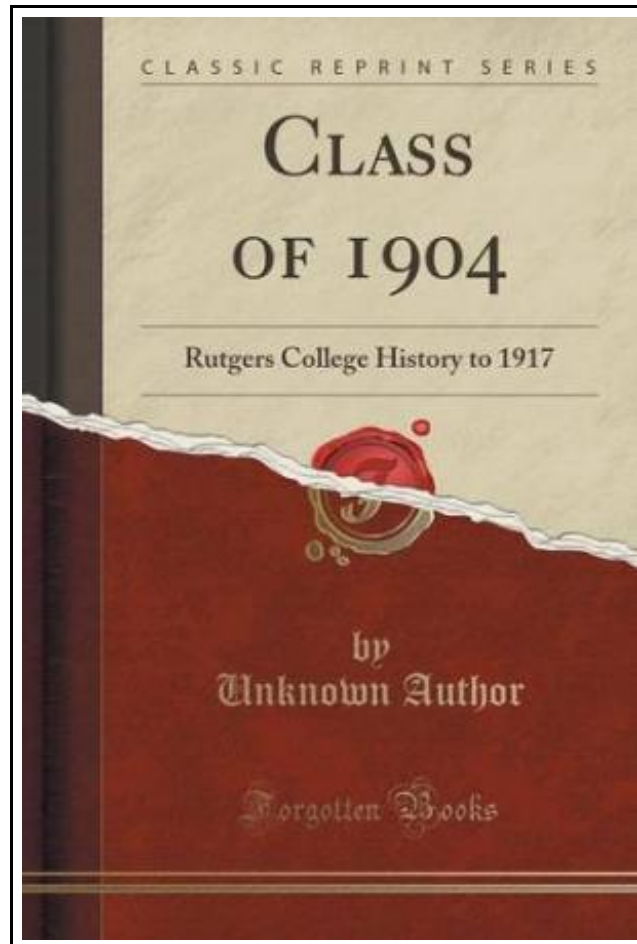 CLASSIC REPRINT SERIES
CLASS
OF 1904
Rutgers College History to 1917
F
by
Unknown Author
Forgotten Books